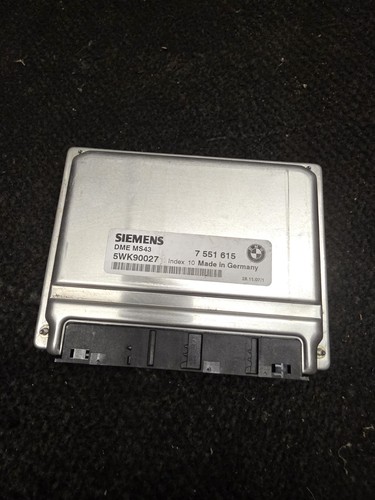 SIEMENS
DME MS43
5WK90027
7 551 615
Index 10 Made in Germany